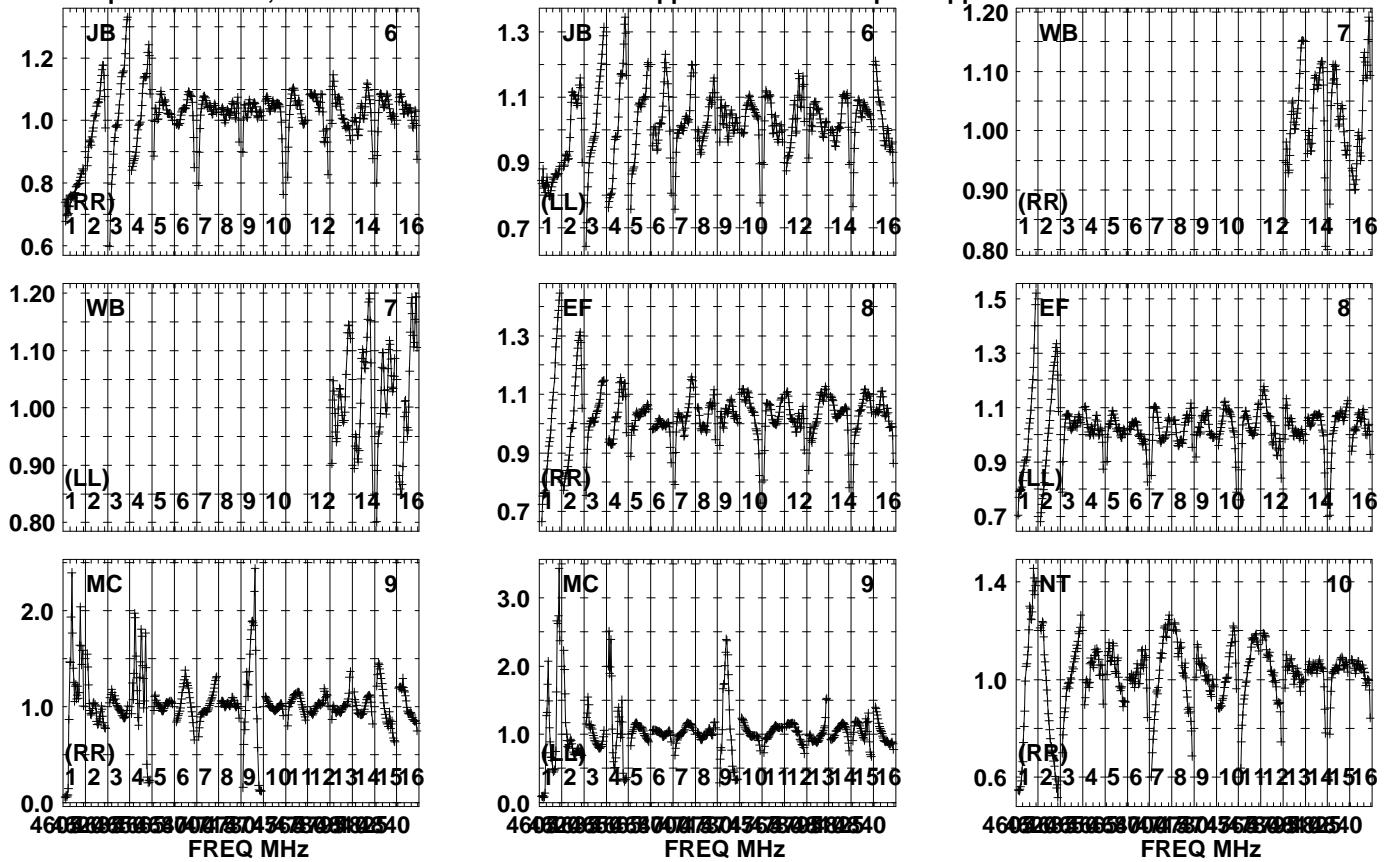 JB 6
1.2
1.0
0.8
0.6
(RR)
1 2 3 4 5 6 7 8 9 10 12 14 16
JB 6
1.3
1.1
0.9
0.7
(LL)
1 2 3 4 5 6 7 8 9 10 12 14 16
WB 7
1.20
1.10
1.00
0.90
0.80
(RR)
1 2 3 4 5 6 7 8 9 10 12 14 16
WB 7
1.20
1.10
1.00
0.90
0.80
(LL)
1 2 3 4 5 6 7 8 9 10 12 14 16
EF 8
1.3
1.1
0.9
0.7
(RR)
1 2 3 4 5 6 7 8 9 10 12 14 16
EF 8
1.5
1.3
1.1
0.9
0.7
(LL)
1 2 3 4 5 6 7 8 9 10 12 14 16
MC 9
2.0
1.0
0.0
(RR)
1 2 3 4 5 6 7 8 9 10 11 12 13 14 15 16
FREQ MHz
MC 9
3.0
2.0
1.0
0.0
(LL)
1 2 3 4 5 6 7 8 9 10 11 12 13 14 15 16
FREQ MHz
NT 10
1.4
1.0
0.6
(RR)
1 2 3 4 5 6 7 8 9 10 11 12 13 14 15 16
FREQ MHz